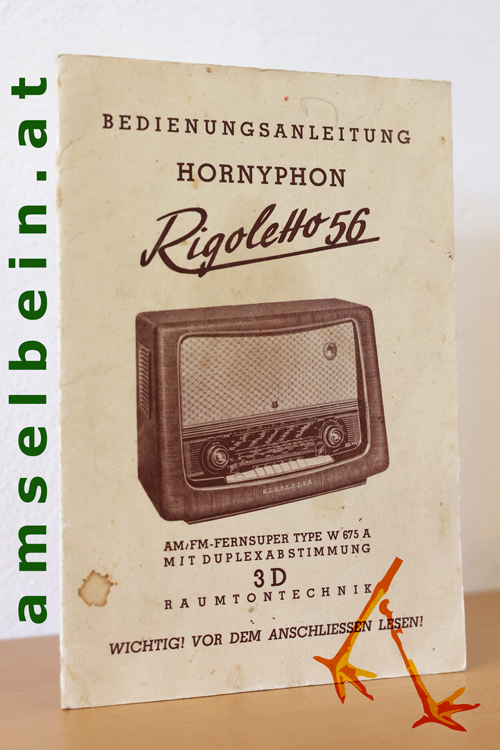 amselbein.at
BEDIENUNGSANLEITUNG
HORNYPHON
Rigoletto 56
HORNYPHON
AM/FM-FERNSUPER TYPE W 675 A
MIT DUPLEXABSTIMMUNG
3D
RAUMTONTECHNIK
WICHTIG! VOR DEM ANSCHLIESSEN LESEN!